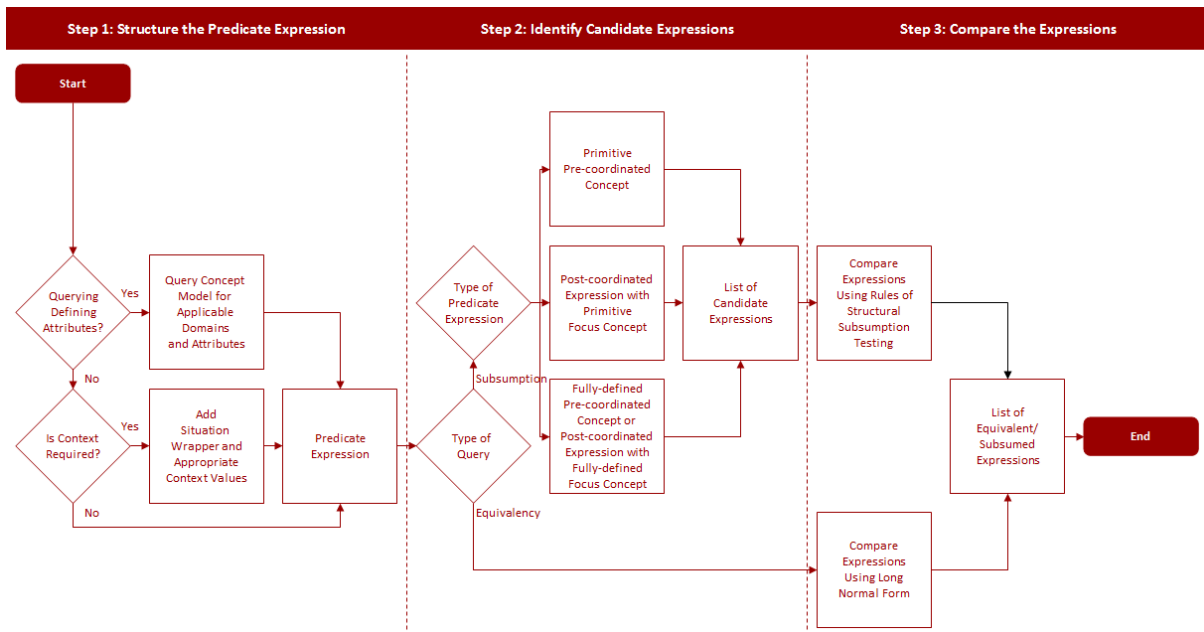 Step 1: Structure the Predicate Expression
Step 2: Identify Candidate Expressions
Step 3: Compare the Expressions
Start
Querying
Defining
Attributes?
Yes
No
Query Concept
Model for
Applicable
Domains
and Attributes
Is Context
Required?
Yes
No
Add
Situation
Wrapper and
Appropriate
Context Values
Predicate
Expression
Type of
Predicate
Expression
Subsumption
Type of
Query
Equivalency
Primitive
Pre-coordinated
Concept
Post-coordinated
Expression with
Primitive
Focus Concept
Fully-defined
Pre-coordinated
Concept or
Post-coordinated
Expression with
Fully-defined
Focus Concept
List of
Candidate
Expressions
Compare
Expressions
Using Rules of
Structural
Subsumption
Testing
Compare
Expressions
Using Long
Normal Form
List of
Equivalent/
Subsumed
Expressions
End